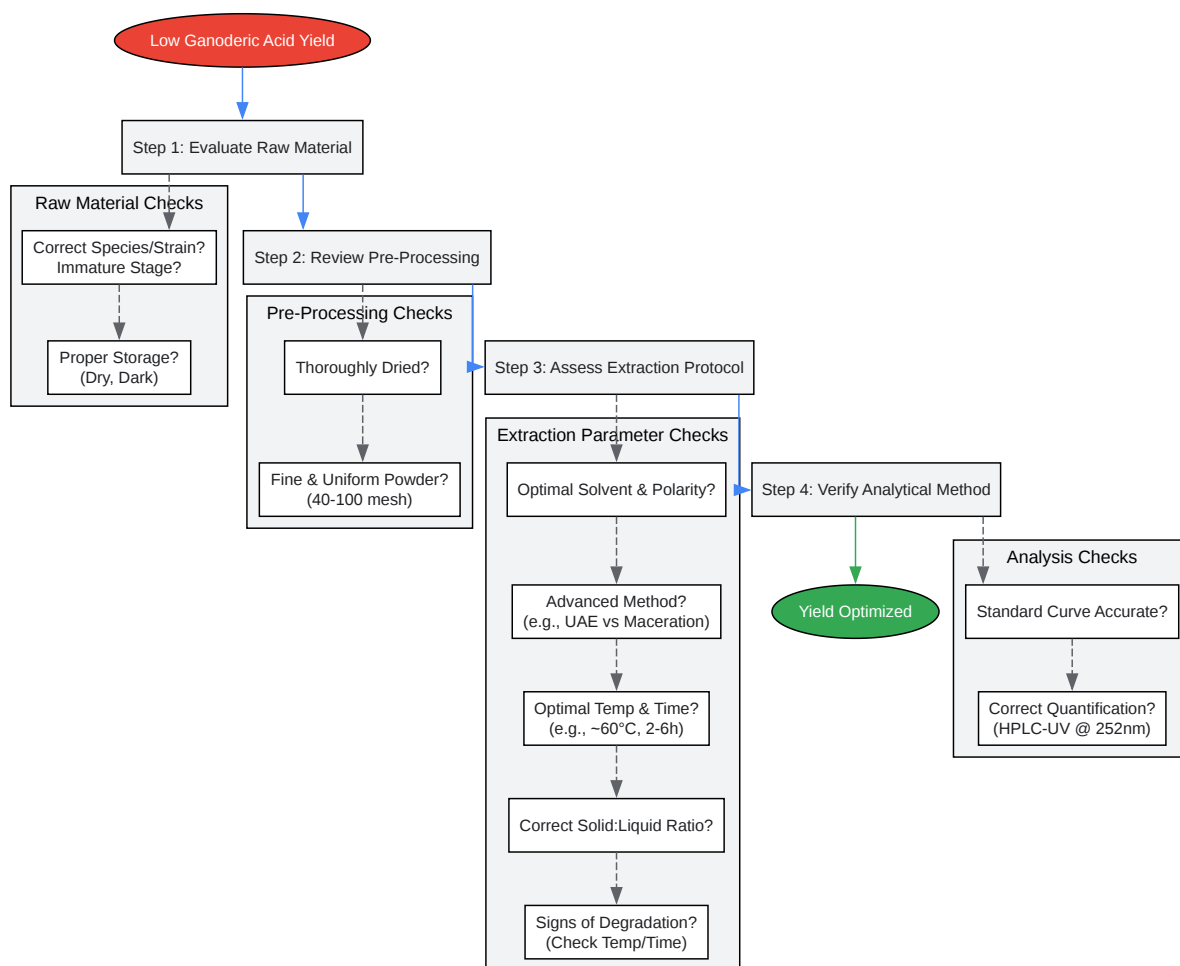 Low Ganoderic Acid Yield
Step 1: Evaluate Raw Material
Raw Material Checks
Correct Species/Strain?
Immature Stage?
Proper Storage?
(Dry, Dark)
Step 2: Review Pre-Processing
Pre-Processing Checks
Thoroughly Dried?
Fine & Uniform Powder?
(40-100 mesh)
Step 3: Assess Extraction Protocol
Extraction Parameter Checks
Optimal Solvent & Polarity?
Advanced Method?
(e.g., UAE vs Maceration)
Optimal Temp & Time?
(e.g., ~60°C, 2-6h)
Correct Solid:Liquid Ratio?
Signs of Degradation?
(Check Temp/Time)
Step 4: Verify Analytical Method
Yield Optimized
Analysis Checks
Standard Curve Accurate?
Correct Quantification?
(HPLC-UV @ 252nm)